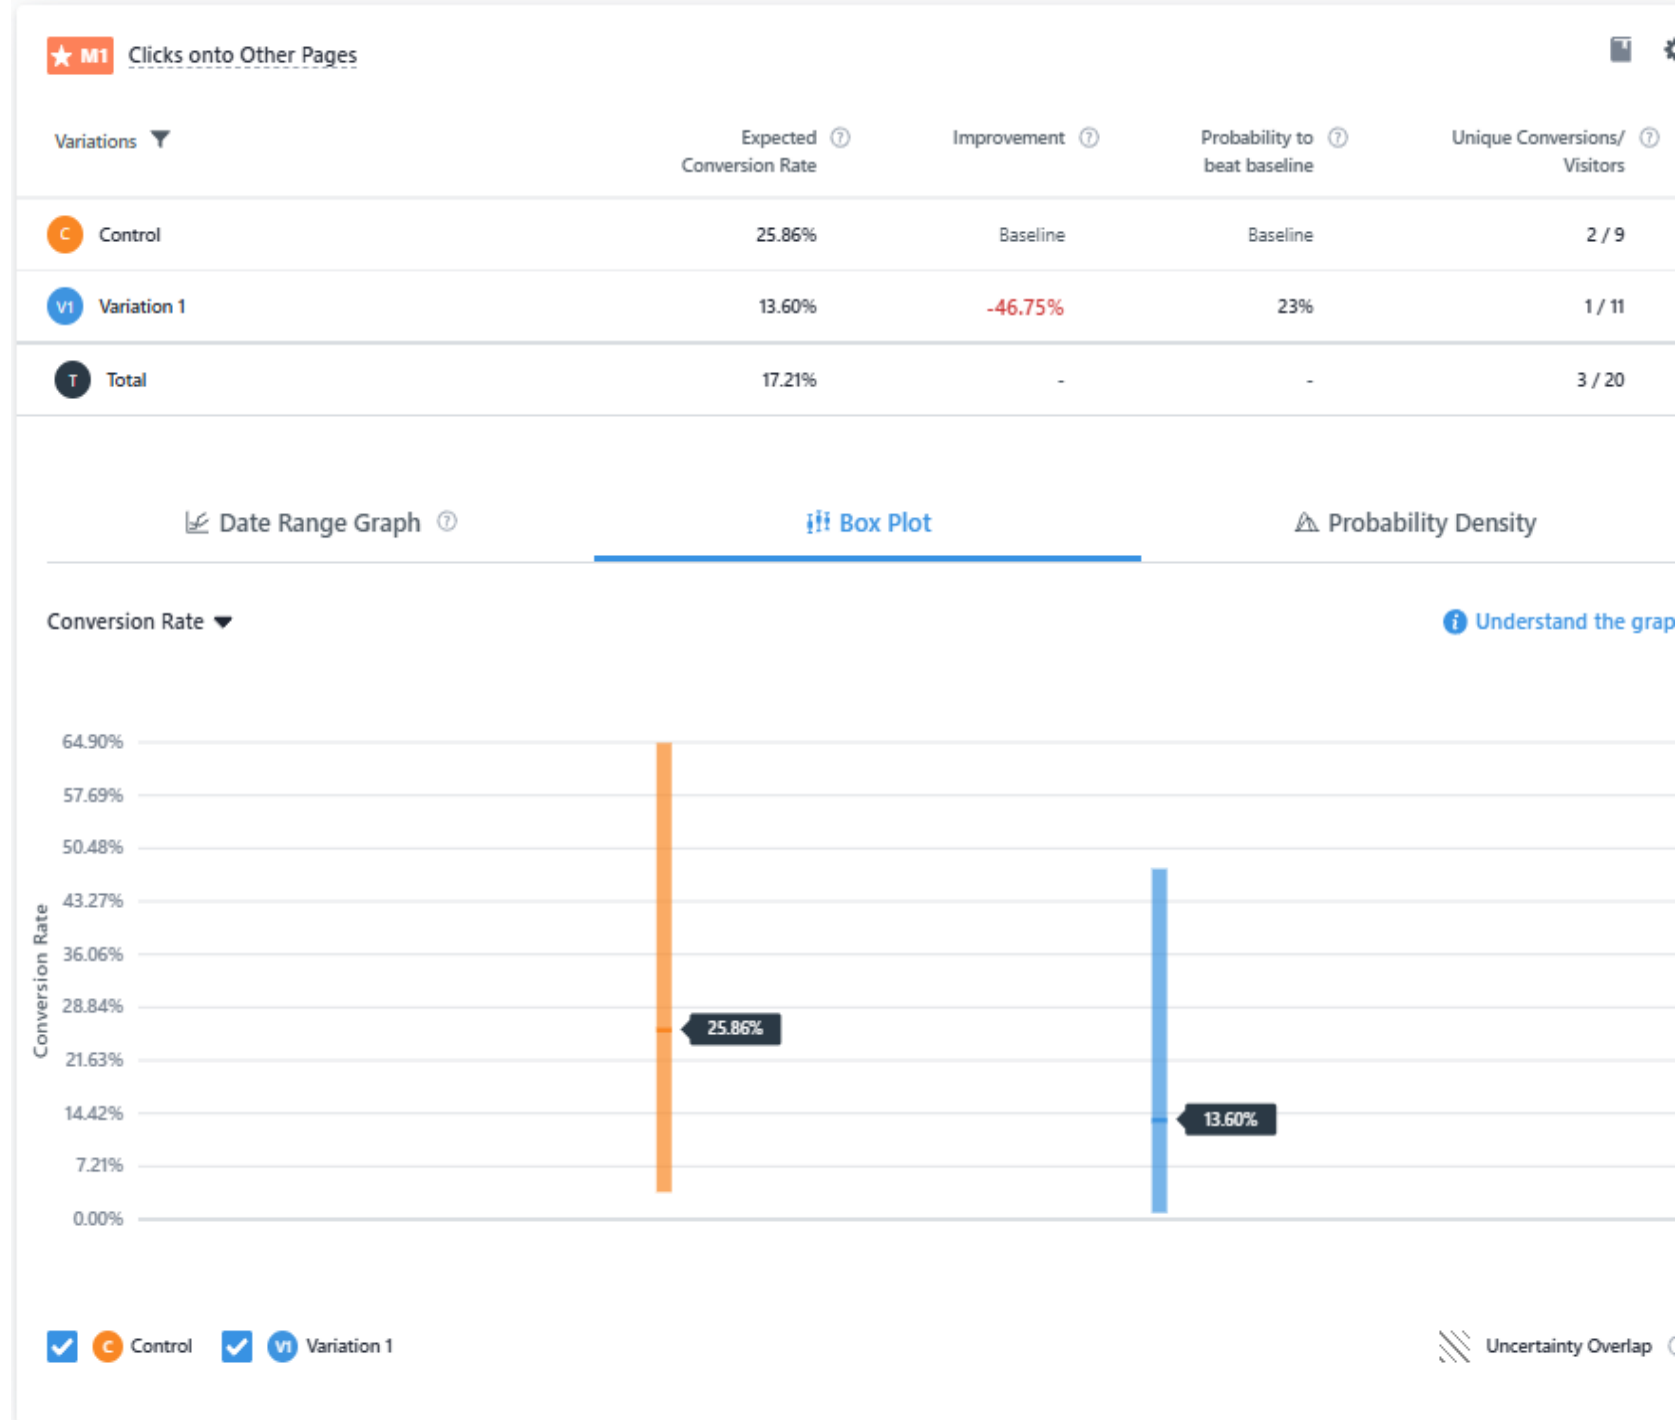 ★ M1 Clicks onto Other Pages
Variations
Expected Conversion Rate
Improvement
Probability to beat baseline
Unique Conversions/ Visitors
C Control 25.86% Baseline Baseline 2 / 9
V1 Variation 1 13.60% -46.75% 23% 1 / 11
T Total 17.21% - - 3 / 20
Date Range Graph
Box Plot
Probability Density
Conversion Rate
Understand the grap
64.90%
57.69%
50.48%
43.27%
36.06%
28.84%
21.63%
14.42%
7.21%
0.00%
Conversion Rate
25.86%
13.60%
C Control
V1 Variation 1
Uncertainty Overlap